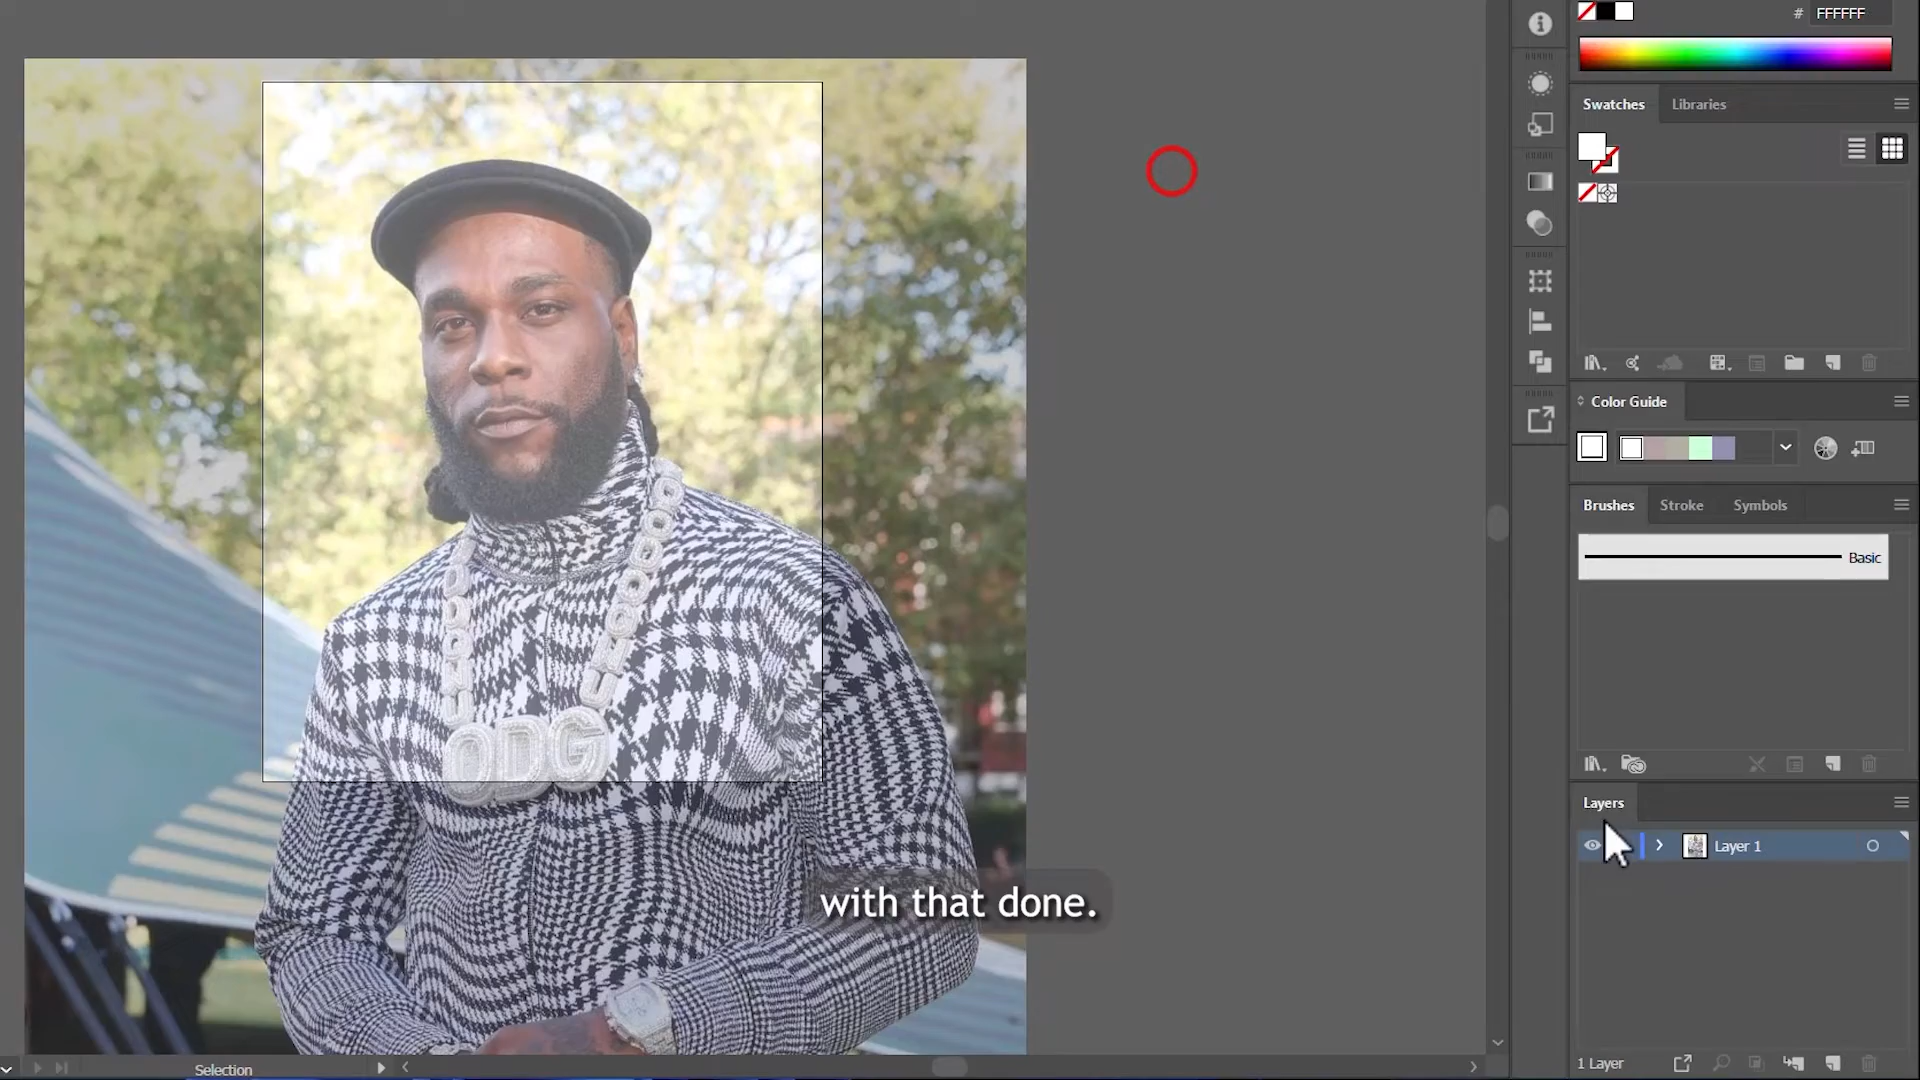 # FFFFFF
Swatches
Libraries
Color Guide
Brushes
Stroke
Symbols
Basic
ODG
Layers
Layer 1
with that done.
1 Layer
Selection